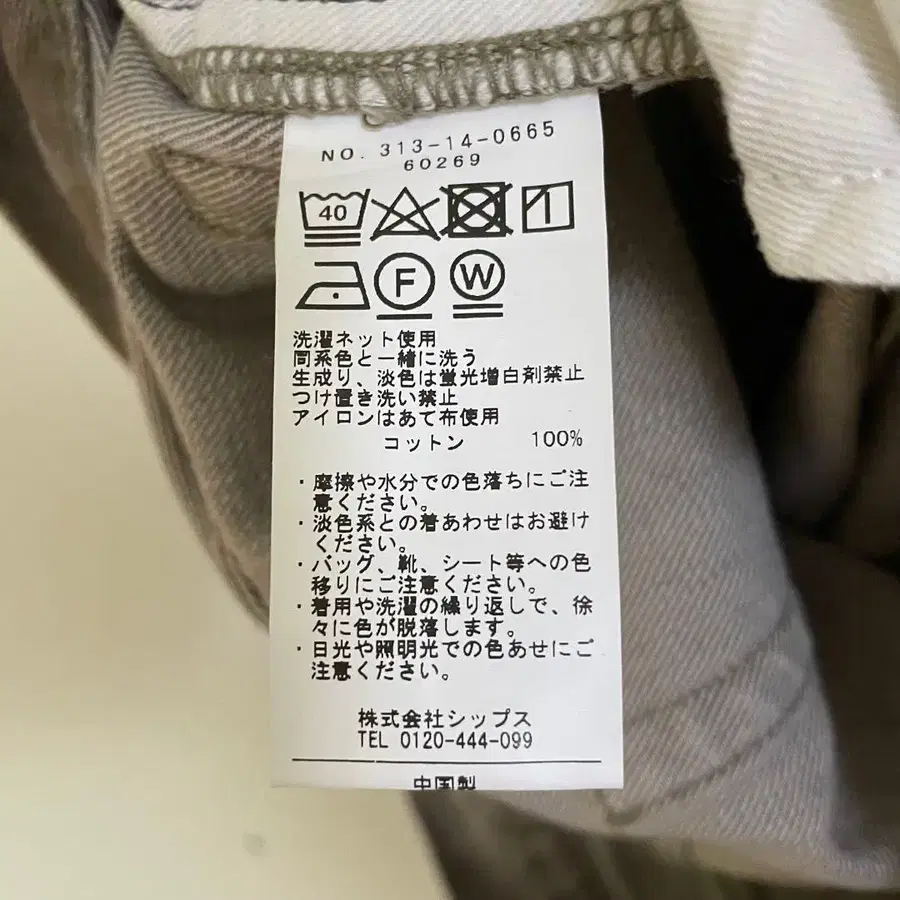 NO. 313-14-0665
60269
40
F W
洗濯ネット使用
同系色と一緒に洗う
生成り、淡色は蛍光増白剤禁止
つけ置き洗い禁止
アイロンはあて布使用
コットン 100%
・摩擦や水分での色落ちにご注
意ください。
・淡色系との着あわせはお避け
ください。
・バッグ、靴、シート等への色
移りにご注意ください。
・着用や洗濯の繰り返しで、徐
々に色が脱落します。
・日光や照明光での色あせにご
注意ください。
株式会社シップス
TEL 0120-444-099
中国製